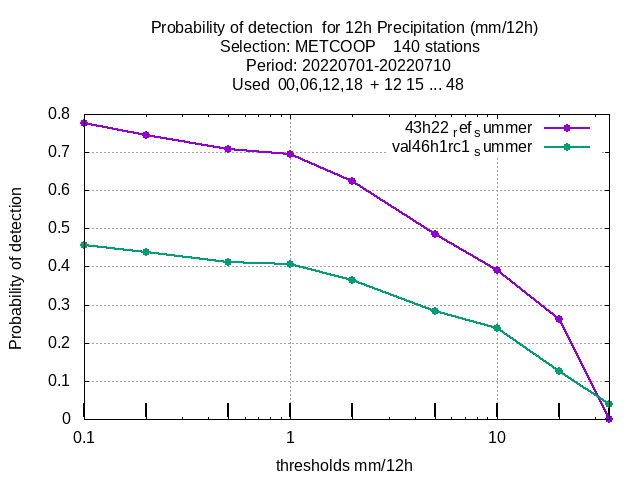 Probability of detection  for 12h Precipitation (mm/12h)
Selection: METCOOP    140 stations
Period: 20220701-20220710
Used  00,06,12,18  + 12 15 ... 48
43h22 ref summer
val46h1rc1 summer
0.8
0.7
0.6
0.5
0.4
0.3
0.2
0.1
0
Probability of detection
0.1 1 10
thresholds mm/12h